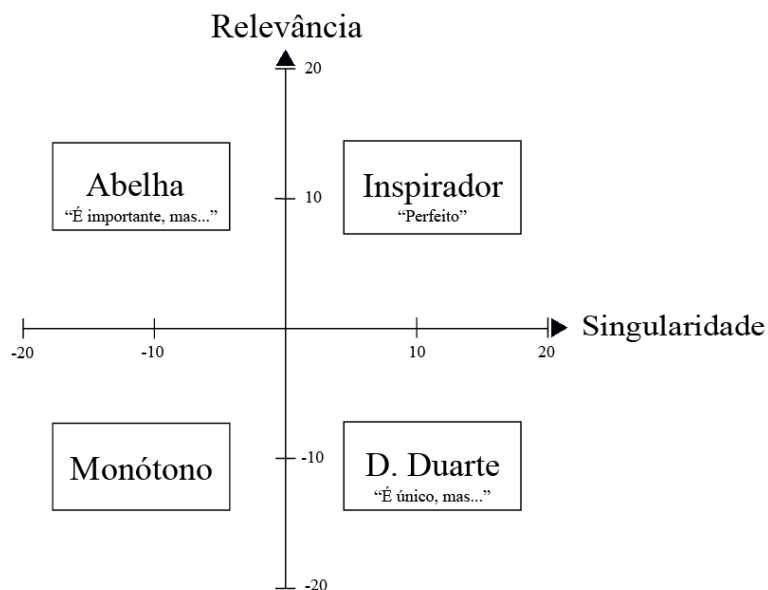 Relevância
20
Abelha
“É importante, mas...”
Inspirador
“Perfeito”
10
Singularidade
-20
-10
10
20
Monótono
-10
D. Duarte
“É único, mas...”
-20